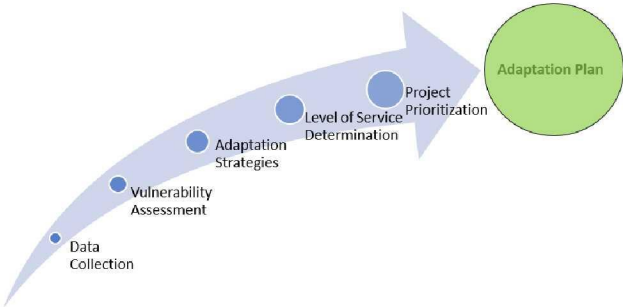 Data
Collection
Vulnerability
Assessment
Adaptation
Strategies
Level of Service
Determination
Project
Prioritization
Adaptation Plan